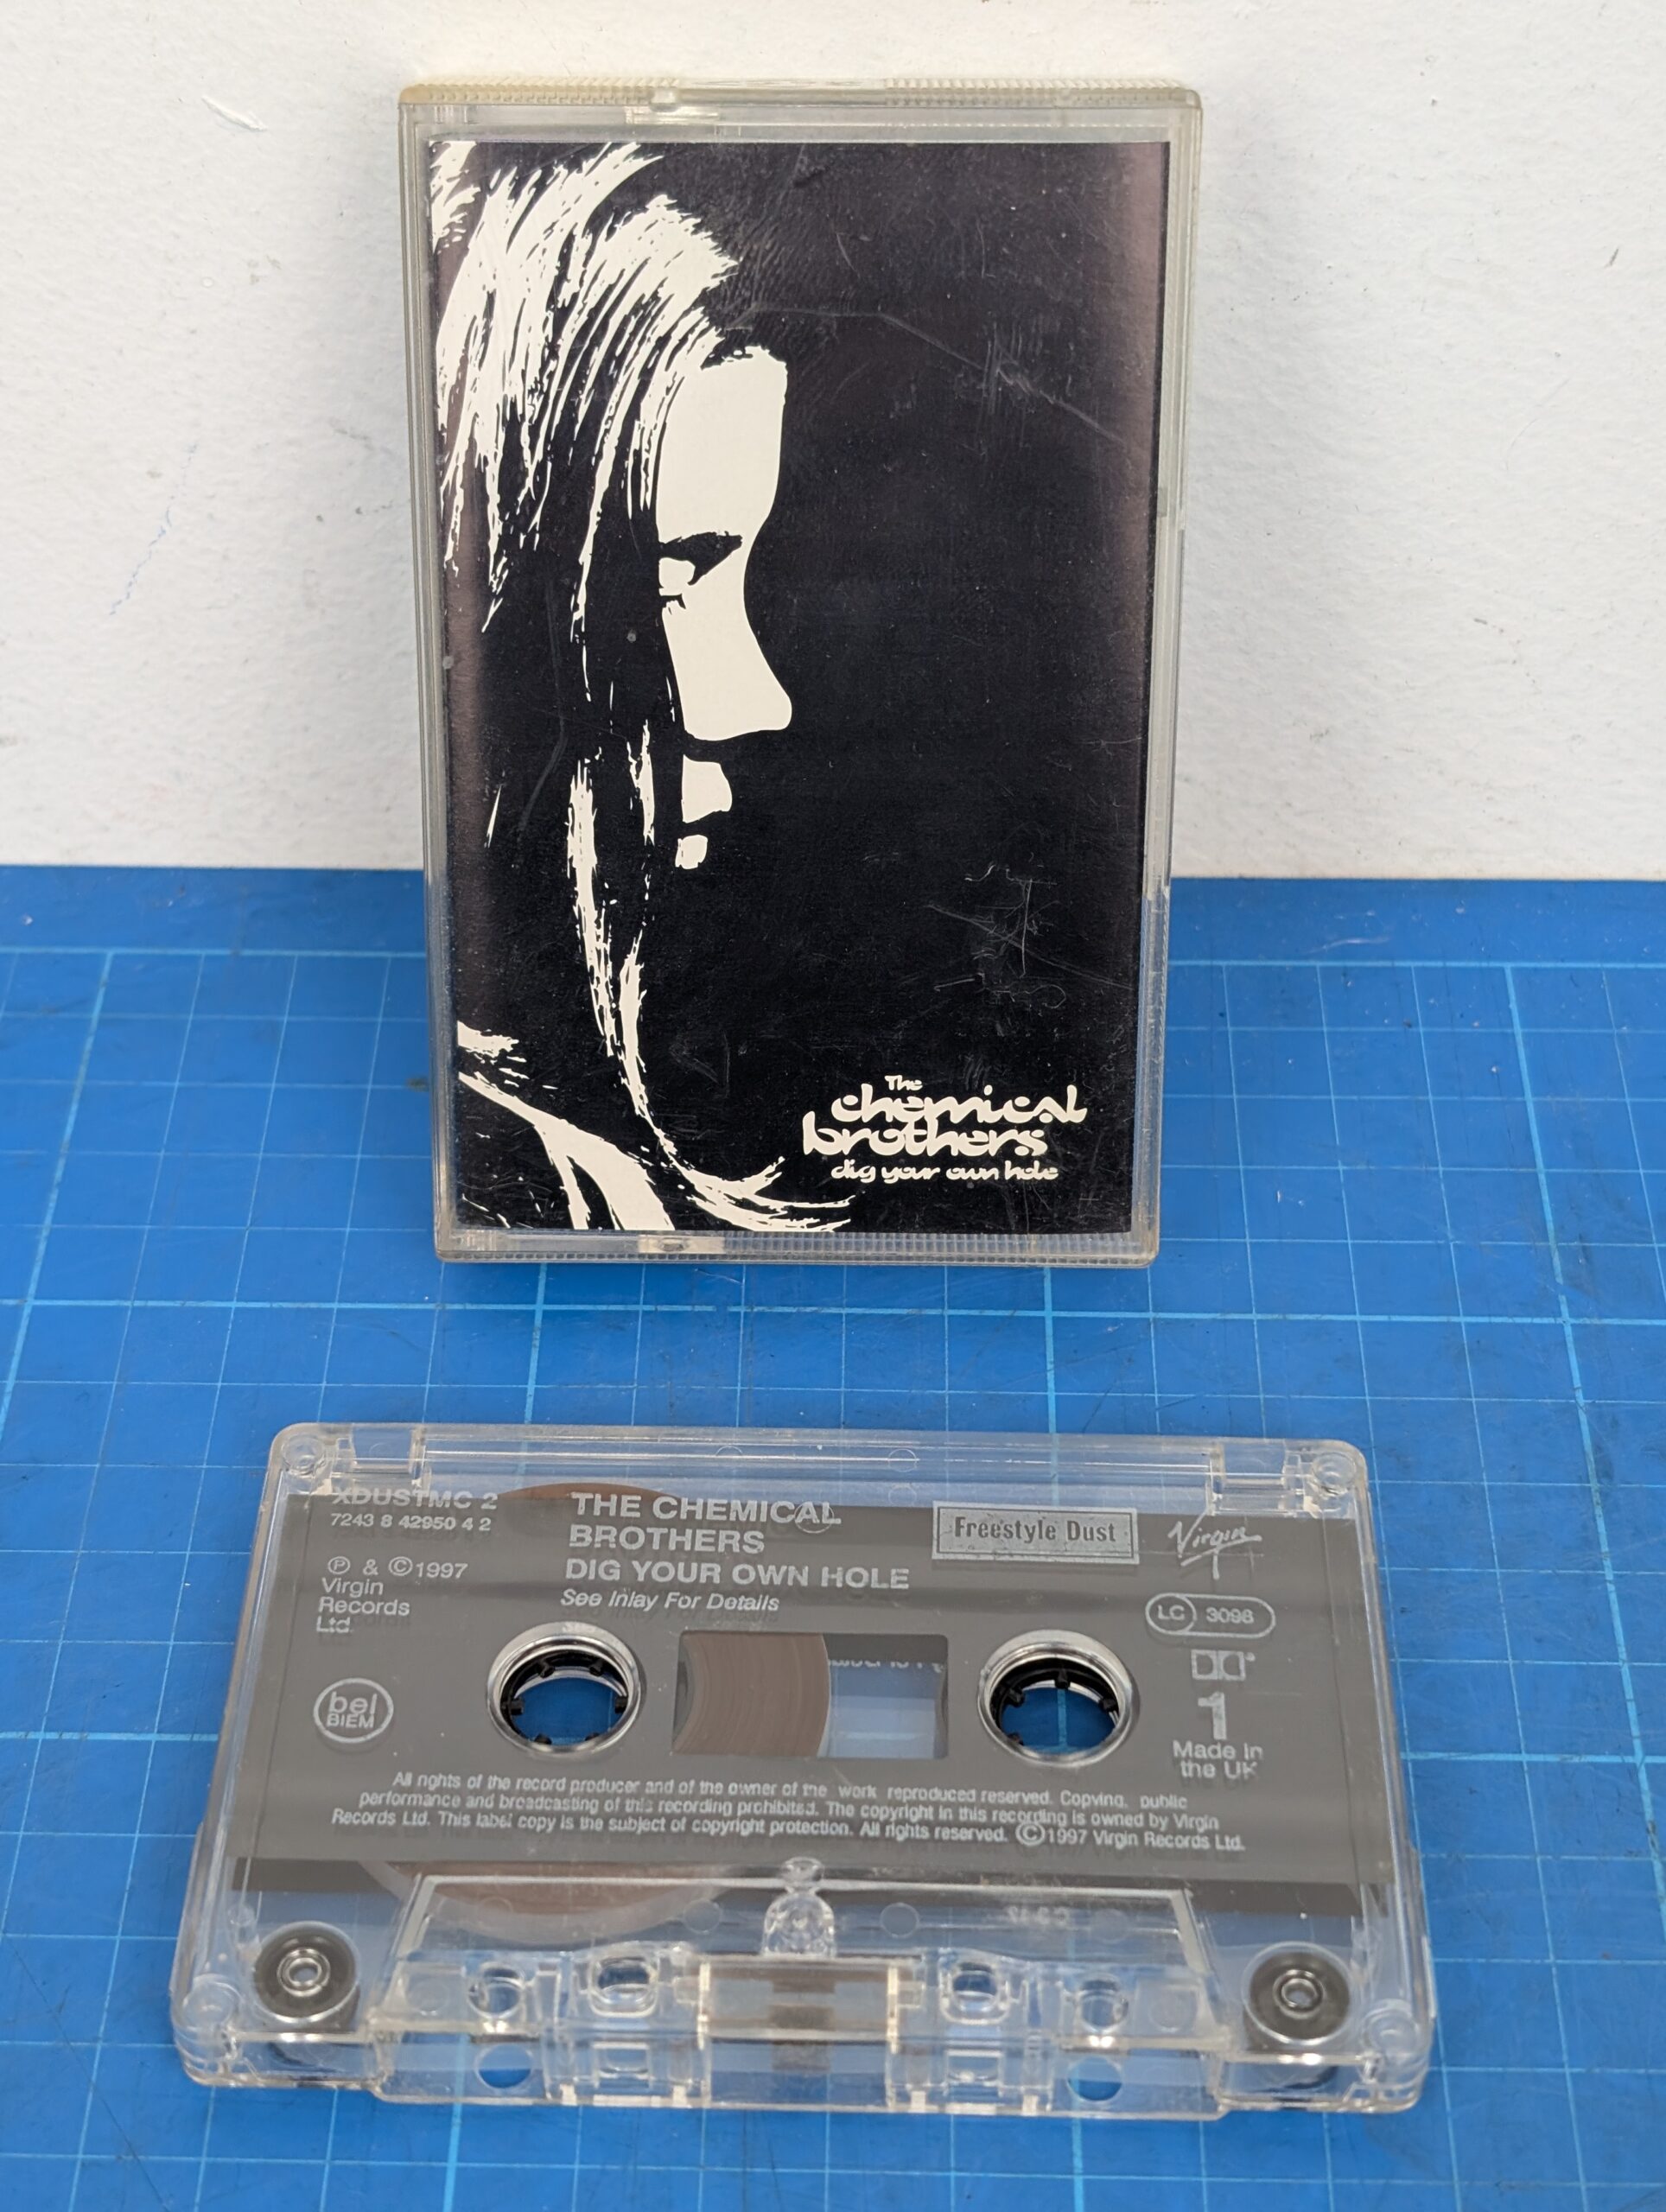 The
chemical
brothers
dig your own hole
XDUSTMC 2
7243 8 42950 4 2
℗ & ©1997
Virgin
Records
Ltd.
bel
BIEM
THE CHEMICAL
BROTHERS
DIG YOUR OWN HOLE
See Inlay For Details
Freestyle Dust
Virgin
LC 3098
1
Made in
the UK
All rights of the record producer and of the owner of the work reproduced reserved. Copying, public
performance and broadcasting of this recording prohibited. The copyright in this recording is owned by Virgin
Records Ltd. This label copy is the subject of copyright protection. All rights reserved. ©1997 Virgin Records Ltd.